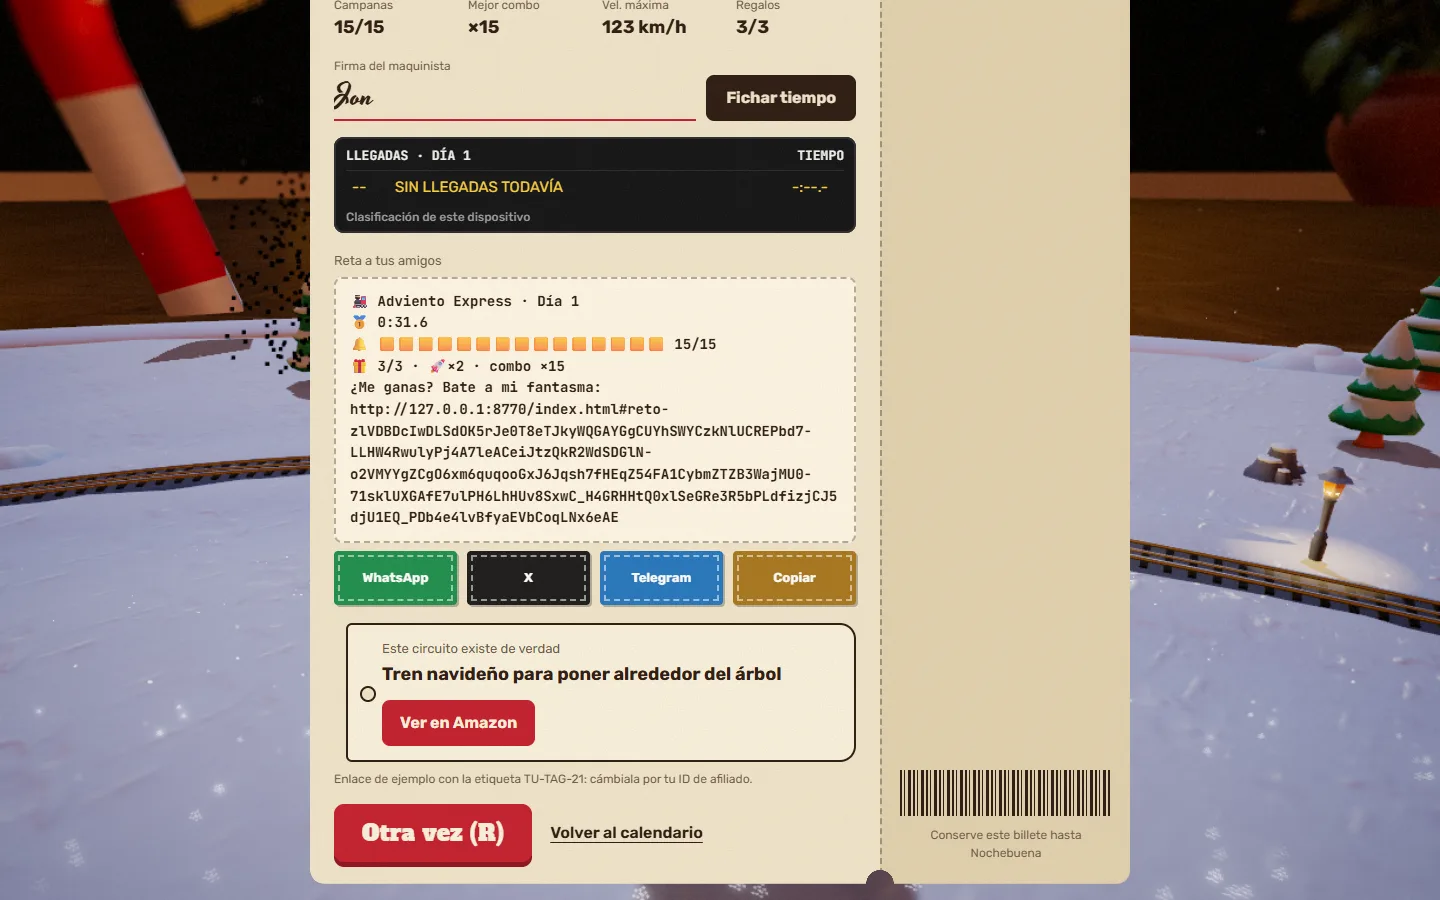 Campanas
Mejor combo
Vel. máxima
Regalos
15/15
×15
123 km/h
3/3
Firma del maquinista
Jon
Fichar tiempo
LLEGADAS · DÍA 1
TIEMPO
--
SIN LLEGADAS TODAVÍA
-:--.-
Clasificación de este dispositivo
Reta a tus amigos
🚂 Adviento Express · Día 1
🥉 0:31.6
🔔 🟧🟧🟧🟧🟧🟧🟧🟧🟧🟧🟧🟧🟧🟧🟧 15/15
🎁 3/3 · 🚀×2 · combo ×15
¿Me ganas? Bate a mi fantasma:
http://127.0.0.1:8770/index.html#reto-
zlVDBDcIwDLSdOK5rJe0T8eTJkyWQGAYGgCUYhSWYCzkNlUCREPbd7-
LLHW4RwulyPj4A7leACeiJtzQkR2WdSDGlN-
o2VMYYgZCgO6xm6quqooGxJ6Jqsh7fHEqZ54FA1CybmZTZB3WajMU0-
71sklUXGAfE7ulPH6LhHUv8SxwC_H4GRHHtQ0xlSeGRe3R5bPLdfizjCJ5
djU1EQ_PDb4e4lvBfyaEVbCoqLNx6eAE
WhatsApp
X
Telegram
Copiar
Este circuito existe de verdad
Tren navideño para poner alrededor del árbol
Ver en Amazon
Enlace de ejemplo con la etiqueta TU-TAG-21: cámbiala por tu ID de afiliado.
Otra vez (R)
Volver al calendario
Conserve este billete hasta
Nochebuena